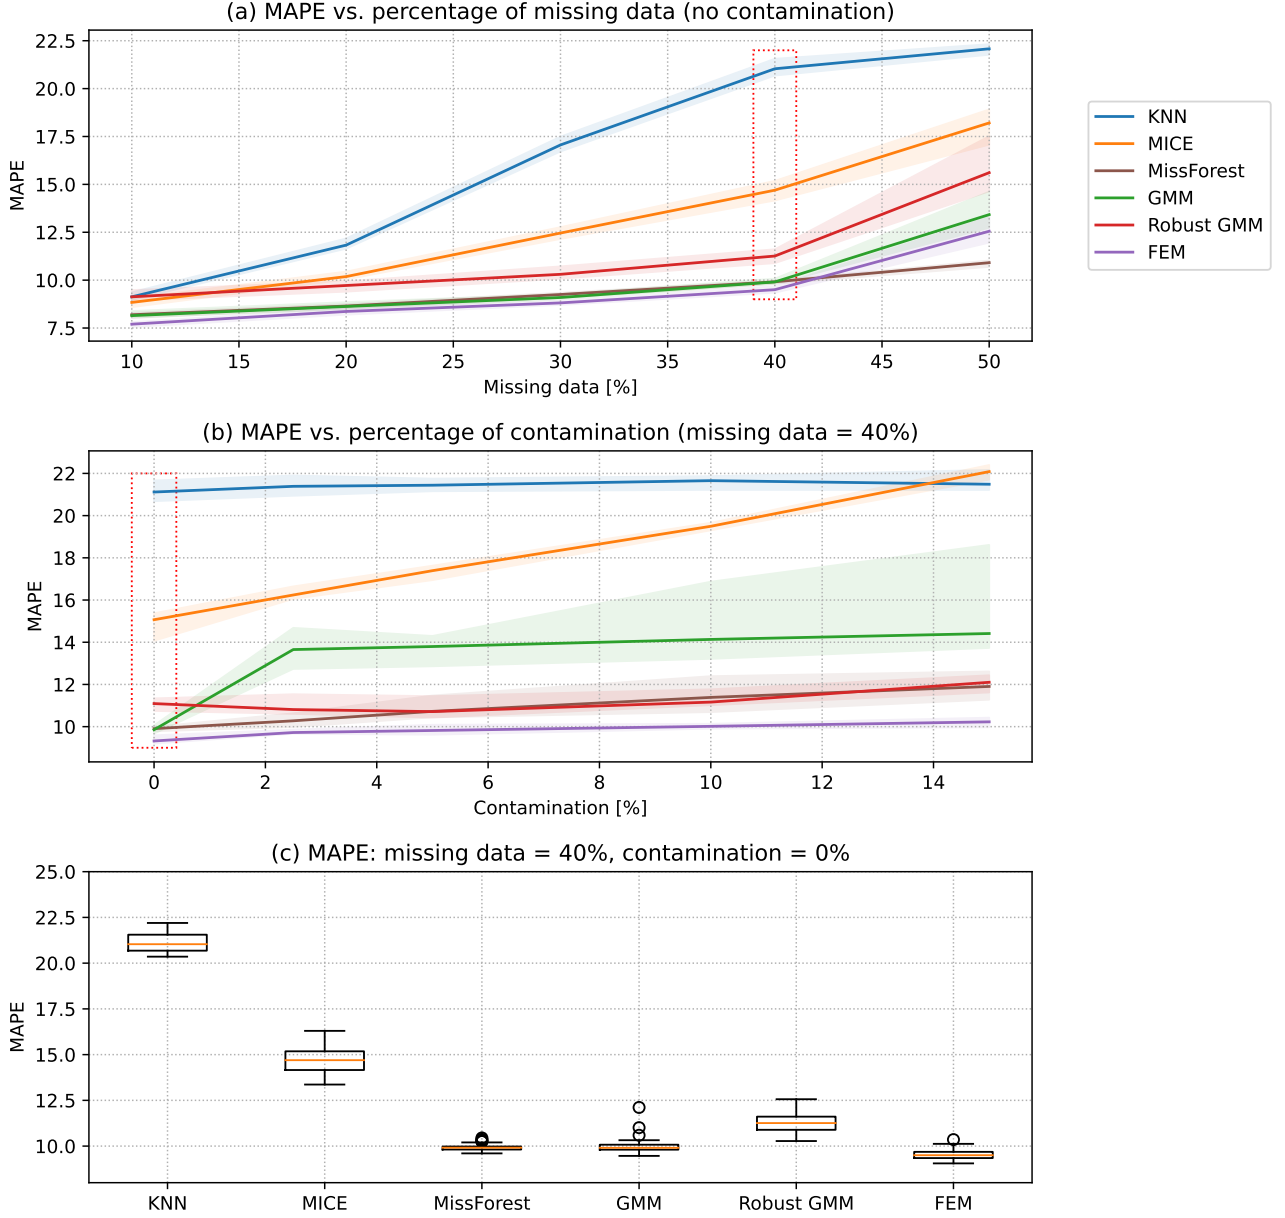 (a) MAPE vs. percentage of missing data (no contamination)
MAPE
22.5
20.0
17.5
15.0
12.5
10.0
7.5
10 15 20 25 30 35 40 45 50
Missing data [%]
KNN
MICE
MissForest
GMM
Robust GMM
FEM
(b) MAPE vs. percentage of contamination (missing data = 40%)
MAPE
22
20
18
16
14
12
10
0 2 4 6 8 10 12 14
Contamination [%]
(c) MAPE: missing data = 40%, contamination = 0%
MAPE
25.0
22.5
20.0
17.5
15.0
12.5
10.0
KNN MICE MissForest GMM Robust GMM FEM